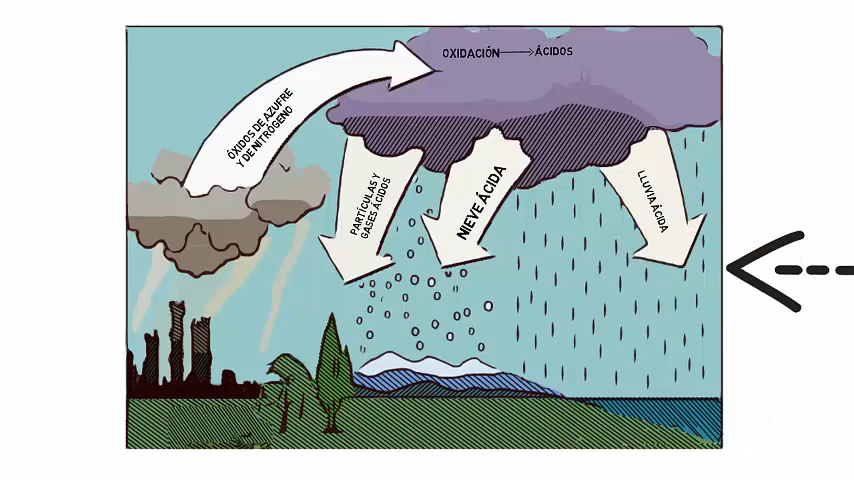 OXIDACIÓN → ÁCIDOS
ÓXIDOS DE AZUFRE
Y DE NITRÓGENO
PARTÍCULAS Y
GASES ÁCIDOS
NIEVE ÁCIDA
LLUVIA ÁCIDA